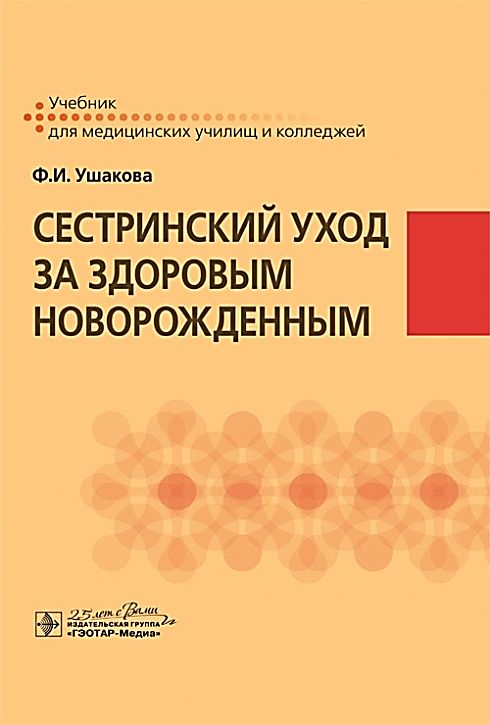 Учебник
для медицинских училищ и колледжей
Ф.И. Ушакова
СЕСТРИНСКИЙ УХОД
ЗА ЗДОРОВЫМ
НОВОРОЖДЕННЫМ
25 лет с Вами
ИЗДАТЕЛЬСКАЯ ГРУППА
«ГЭОТАР-Медиа»